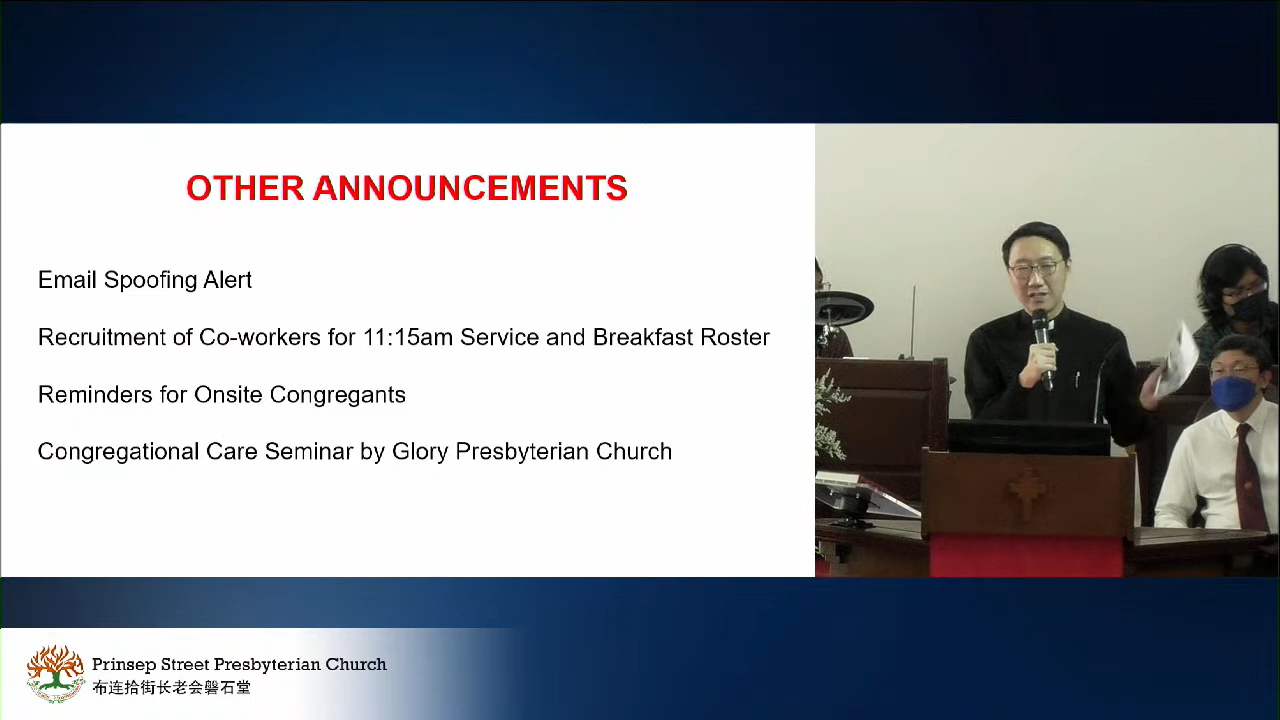 OTHER ANNOUNCEMENTS
Email Spoofing Alert
Recruitment of Co-workers for 11:15am Service and Breakfast Roster
Reminders for Onsite Congregants
Congregational Care Seminar by Glory Presbyterian Church
Prinsep Street Presbyterian Church
布连拾街长老会磐石堂